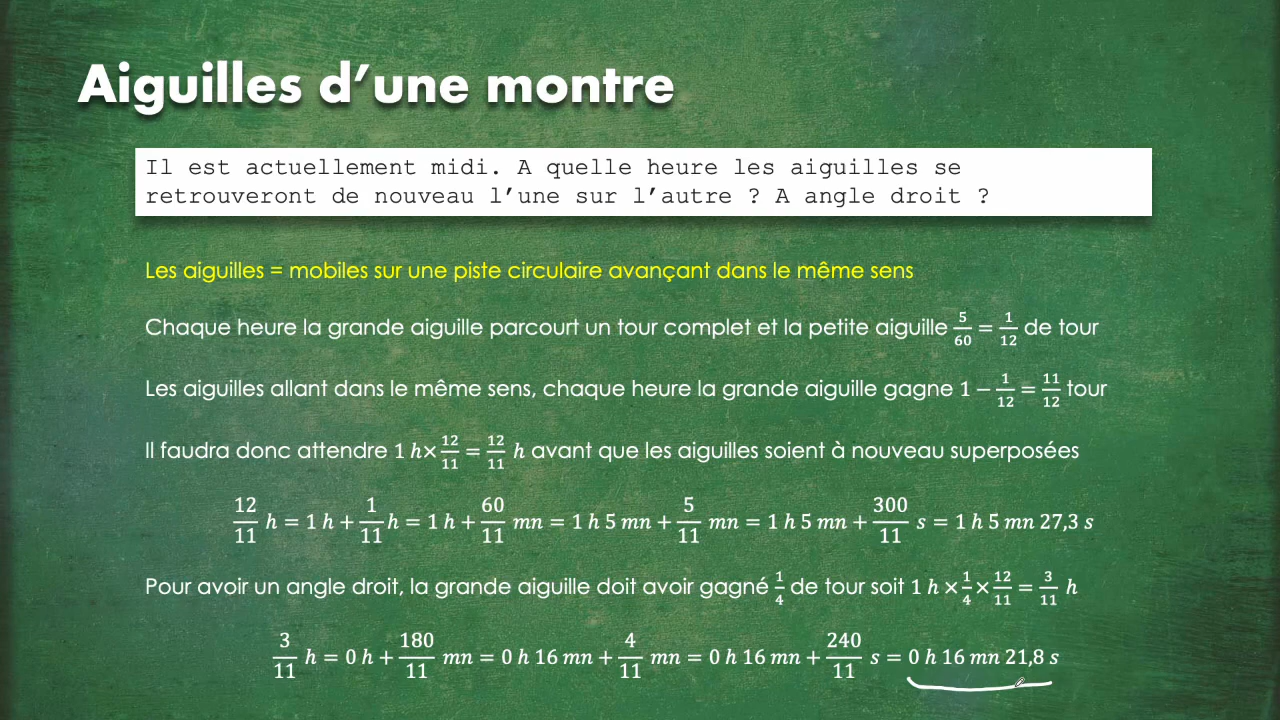 Aiguilles d’une montre
Il est actuellement midi. A quelle heure les aiguilles se
retrouveront de nouveau l’une sur l’autre ? A angle droit ?
Les aiguilles = mobiles sur une piste circulaire avançant dans le même sens
Chaque heure la grande aiguille parcourt un tour complet et la petite aiguille 5/60 = 1/12 de tour
Les aiguilles allant dans le même sens, chaque heure la grande aiguille gagne 1 − 1/12 = 11/12 tour
Il faudra donc attendre 1 h× 12/11 = 12/11 h avant que les aiguilles soient à nouveau superposées
12/11 h = 1 h + 1/11 h = 1 h + 60/11 mn = 1 h 5 mn + 5/11 mn = 1 h 5 mn + 300/11 s = 1 h 5 mn 27,3 s
Pour avoir un angle droit, la grande aiguille doit avoir gagné 1/4 de tour soit 1 h × 1/4 × 12/11 = 3/11 h
3/11 h = 0 h + 180/11 mn = 0 h 16 mn + 4/11 mn = 0 h 16 mn + 240/11 s = 0 h 16 mn 21,8 s